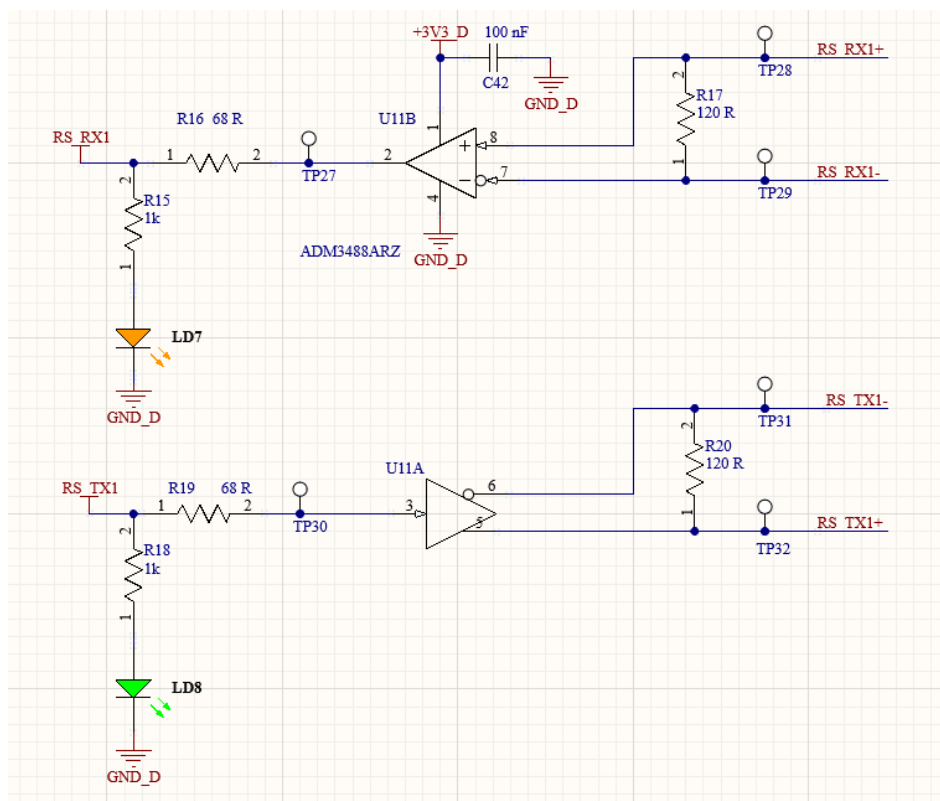 +3V3_D
100 nF
C42
GND_D
RS_RX1+
TP28
2
R17
120 R
1
RS_RX1-
TP29
U11B
1
8
+
7
-
4
2
GND_D
ADM3488ARZ
R16 68 R
RS_RX1
1
2
TP27
2
R15
1k
1
LD7
GND_D
RS_TX1-
TP31
2
R20
120 R
1
RS_TX1+
TP32
U11A
6
3
5
RS_TX1
R19 68 R
1
2
TP30
2
R18
1k
1
LD8
GND_D